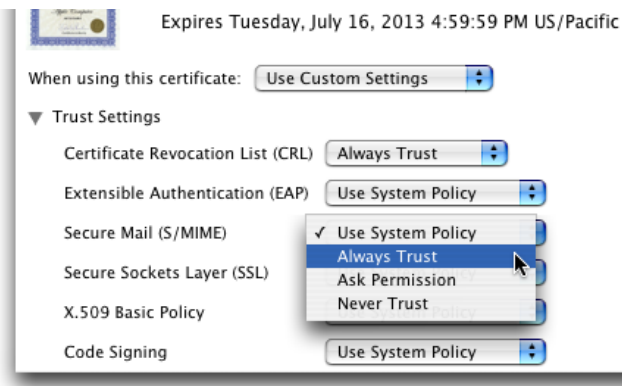 Expires Tuesday, July 16, 2013 4:59:59 PM US/Pacific
When using this certificate: Use Custom Settings
Trust Settings
Certificate Revocation List (CRL) Always Trust
Extensible Authentication (EAP) Use System Policy
Secure Mail (S/MIME) ✓ Use System Policy
Always Trust
Secure Sockets Layer (SSL) Ask Permission
Never Trust
X.509 Basic Policy
Code Signing Use System Policy